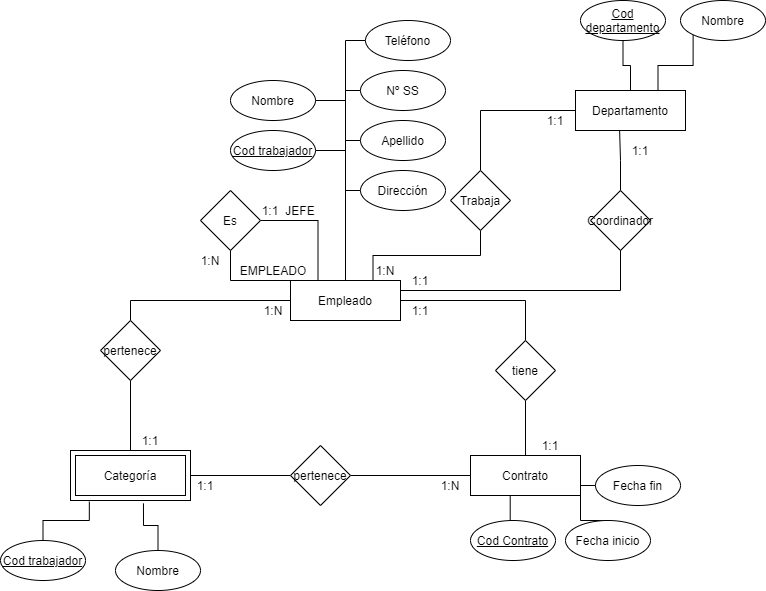 Cod
departamento
Nombre
Teléfono
Nº SS
Nombre
Departamento
1:1
Apellido
Cod trabajador
1:1
Dirección
Trabaja
1:1 JEFE
Es
Coordinador
1:N
EMPLEADO
1:N
1:1
Empleado
1:N
1:1
pertenece
tiene
1:1
1:1
Categoría
pertenece
Contrato
1:1
1:N
Fecha fin
Cod Contrato
Fecha inicio
Cod trabajador
Nombre